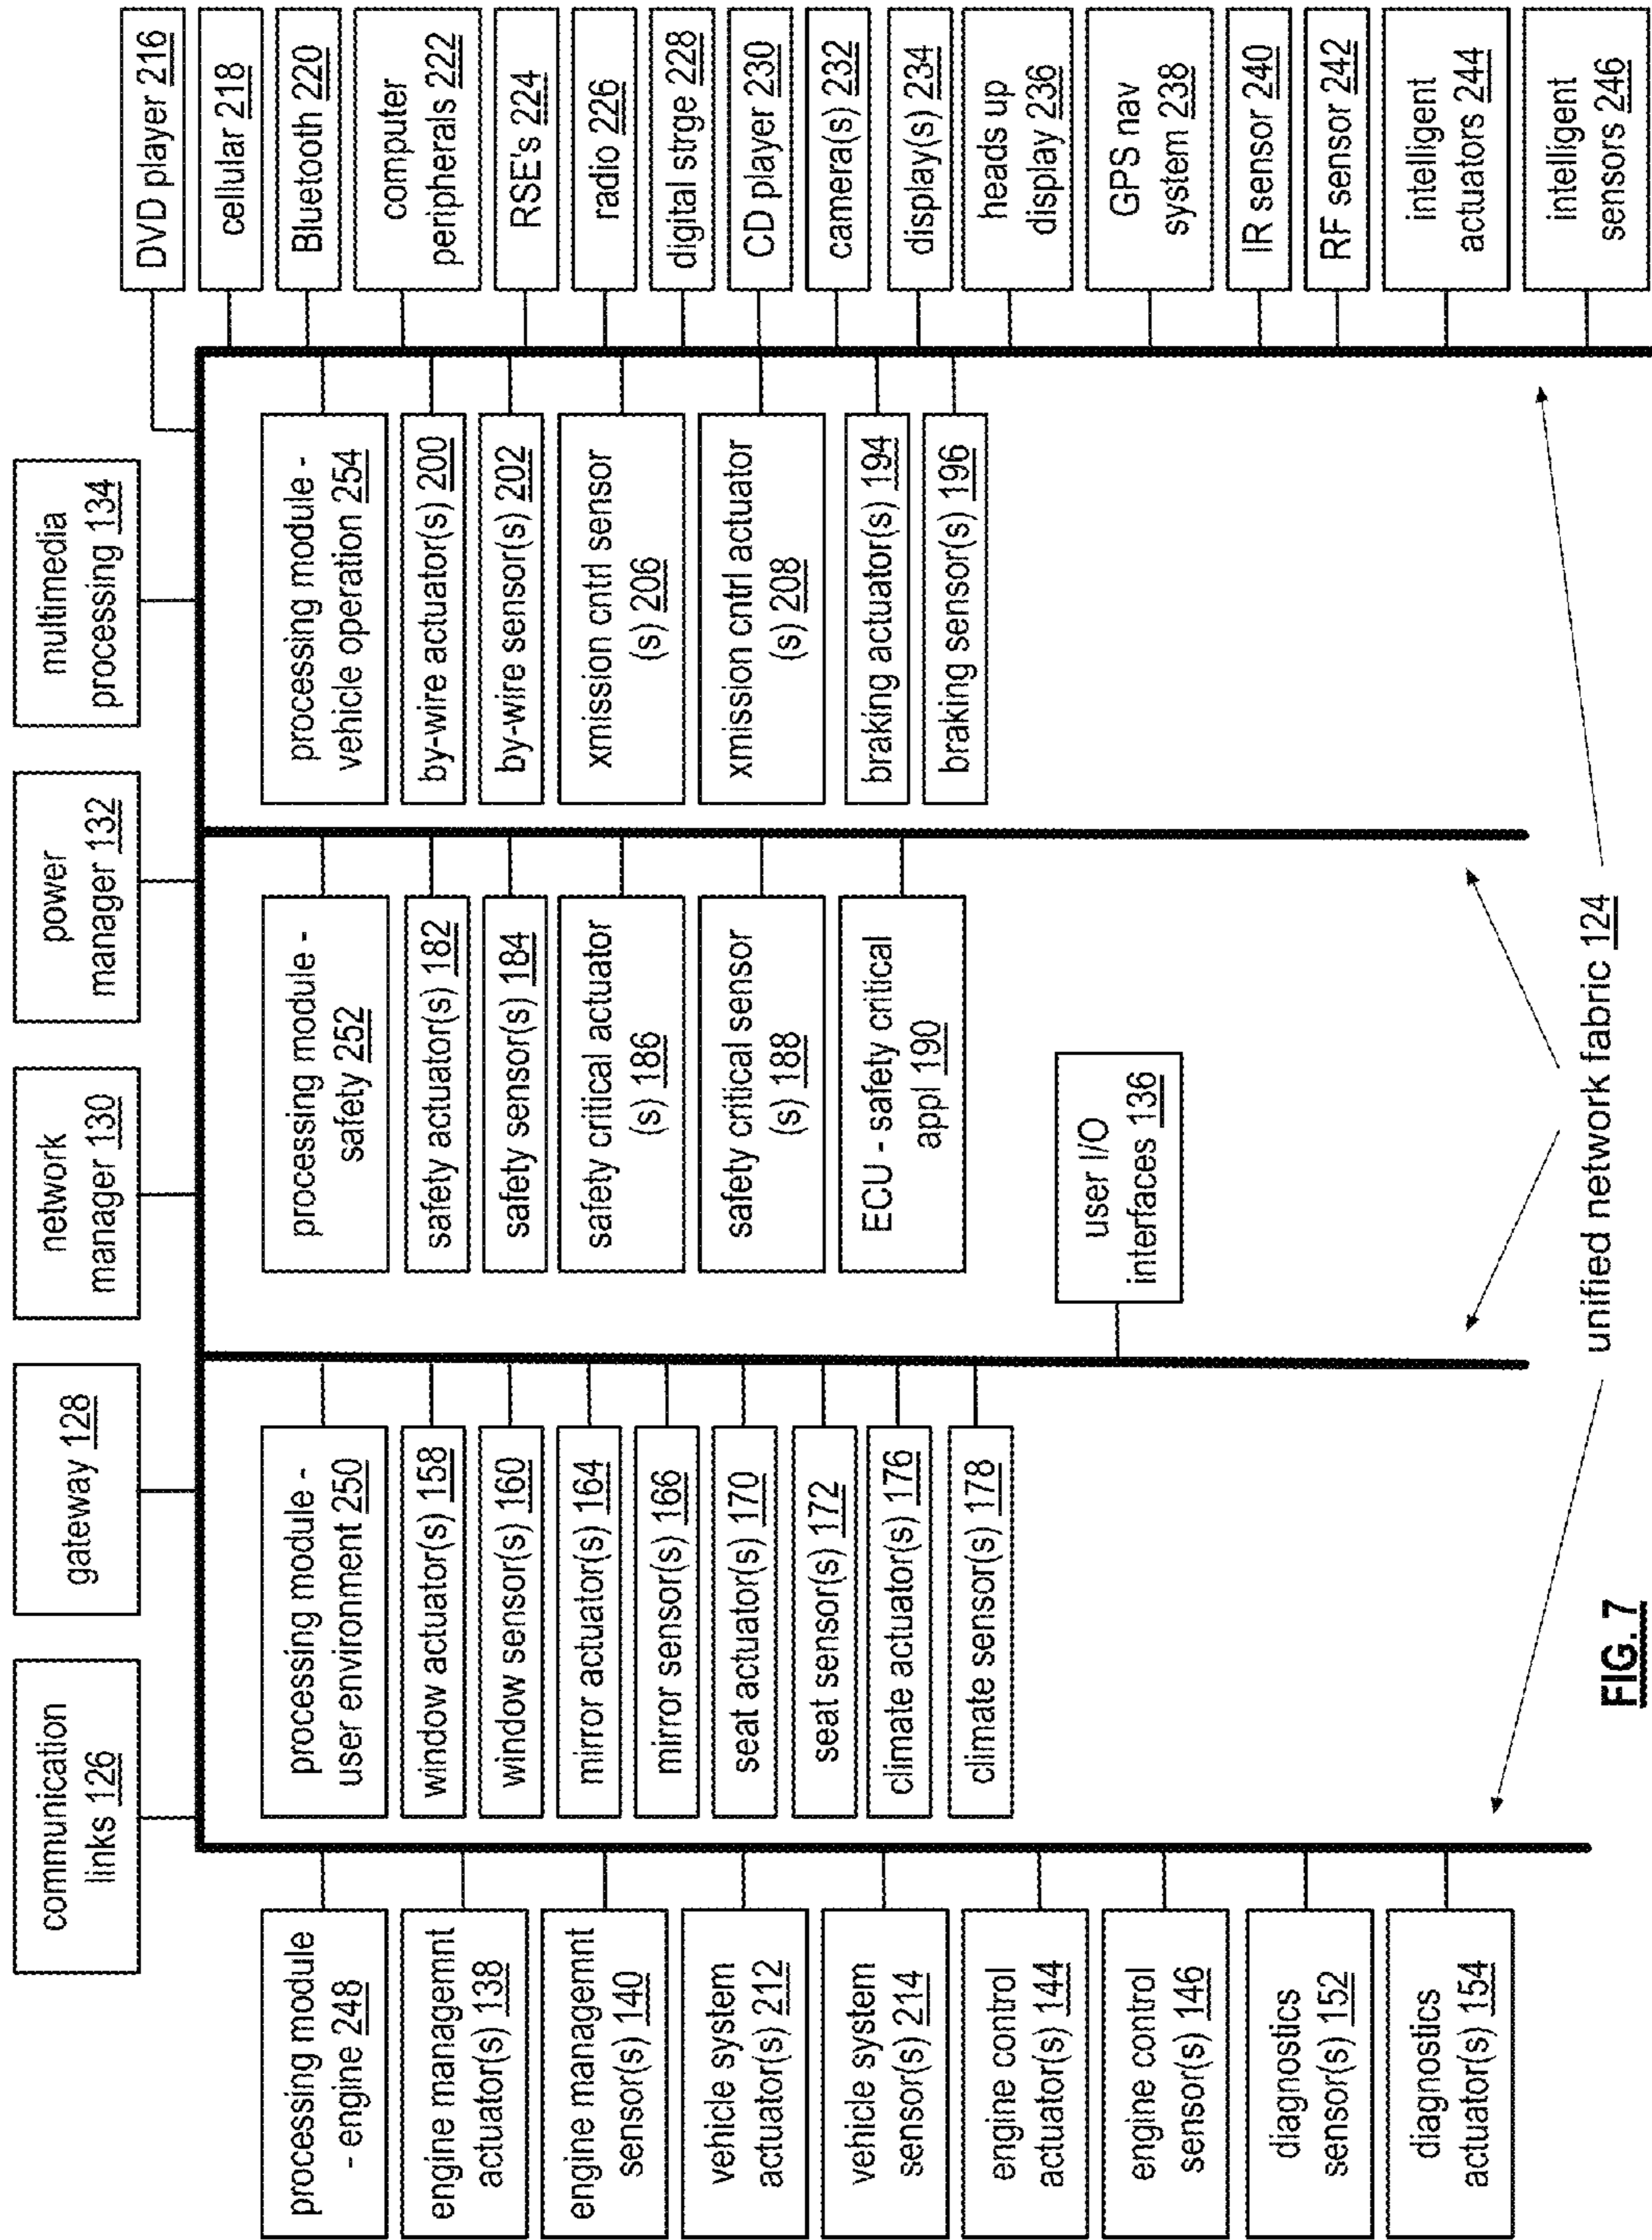 communication
links 126
gateway 128
network
manager 130
power
manager 132
multimedia
processing 134
processing module
- engine 248
engine managemnt
actuator(s) 138
engine managemnt
sensor(s) 140
vehicle system
actuator(s) 212
vehicle system
sensor(s) 214
engine control
actuator(s) 144
engine control
sensor(s) 146
diagnostics
sensor(s) 152
diagnostics
actuator(s) 154
processing module -
user environment 250
window actuator(s) 158
window sensor(s) 160
mirror actuator(s) 164
mirror sensor(s) 166
seat actuator(s) 170
seat sensor(s) 172
climate actuator(s) 176
climate sensor(s) 178
user I/O
interfaces 136
processing module -
safety 252
safety actuator(s) 182
safety sensor(s) 184
safety critical actuator
(s) 186
safety critical sensor
(s) 188
ECU - safety critical
appl 190
processing module -
vehicle operation 254
by-wire actuator(s) 200
by-wire sensor(s) 202
xmission cntrl sensor
(s) 206
xmission cntrl actuator
(s) 208
braking actuator(s) 194
braking sensor(s) 196
DVD player 216
cellular 218
Bluetooth 220
computer
peripherals 222
RSE's 224
radio 226
digital strge 228
CD player 230
camera(s) 232
display(s) 234
heads up
display 236
GPS nav
system 238
IR sensor 240
RF sensor 242
intelligent
actuators 244
intelligent
sensors 246
unified network fabric 124
FIG. 7